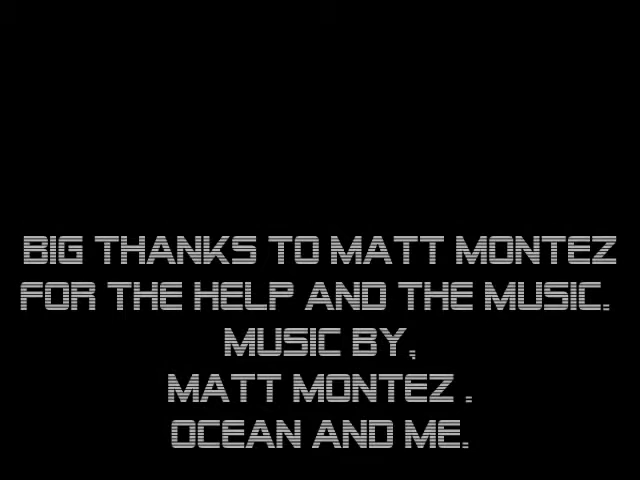 BIG THANKS TO MATT MONTEZ
FOR THE HELP AND THE MUSIC.
MUSIC BY,
MATT MONTEZ .
OCEAN AND ME.